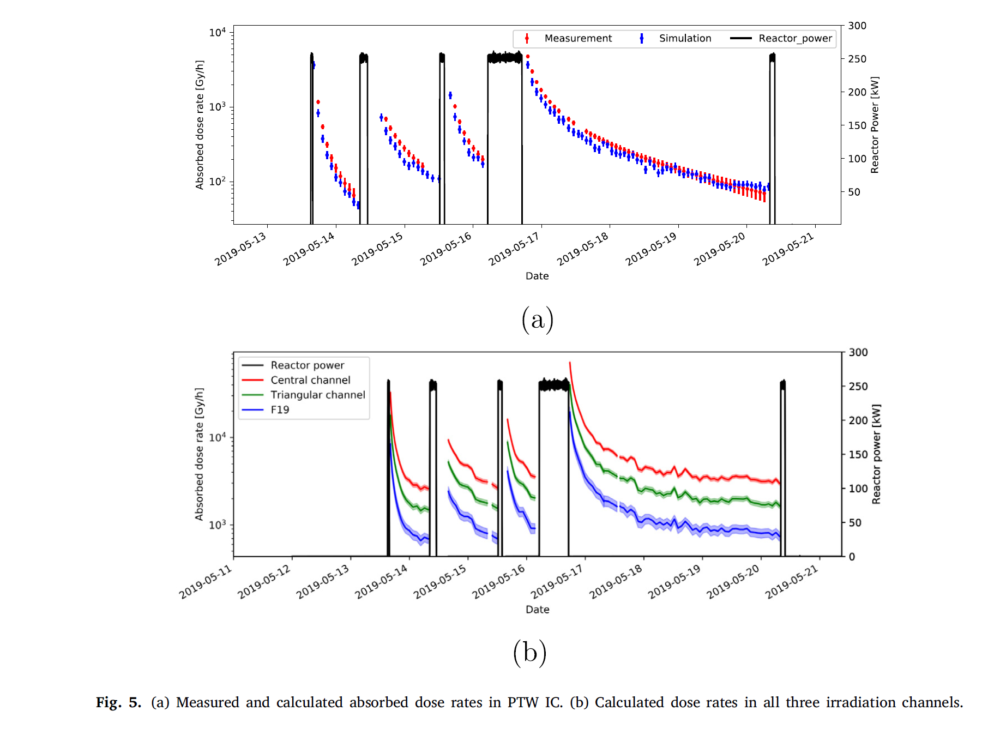 10^4
10^3
10^2
Absorbed dose rate [Gy/h]
Measurement
Simulation
Reactor_power
300
250
200
150
100
50
Reactor Power [kW]
2019-05-13
2019-05-14
2019-05-15
2019-05-16
2019-05-17
2019-05-18
2019-05-19
2019-05-20
2019-05-21
Date
(a)
Reactor power
Central channel
Triangular channel
F19
10^4
10^3
Absorbed dose rate [Gy/h]
300
250
200
150
100
50
0
Reactor power [kW]
2019-05-11
2019-05-12
2019-05-13
2019-05-14
2019-05-15
2019-05-16
2019-05-17
2019-05-18
2019-05-19
2019-05-20
2019-05-21
Date
(b)
Fig. 5. (a) Measured and calculated absorbed dose rates in PTW IC. (b) Calculated dose rates in all three irradiation channels.